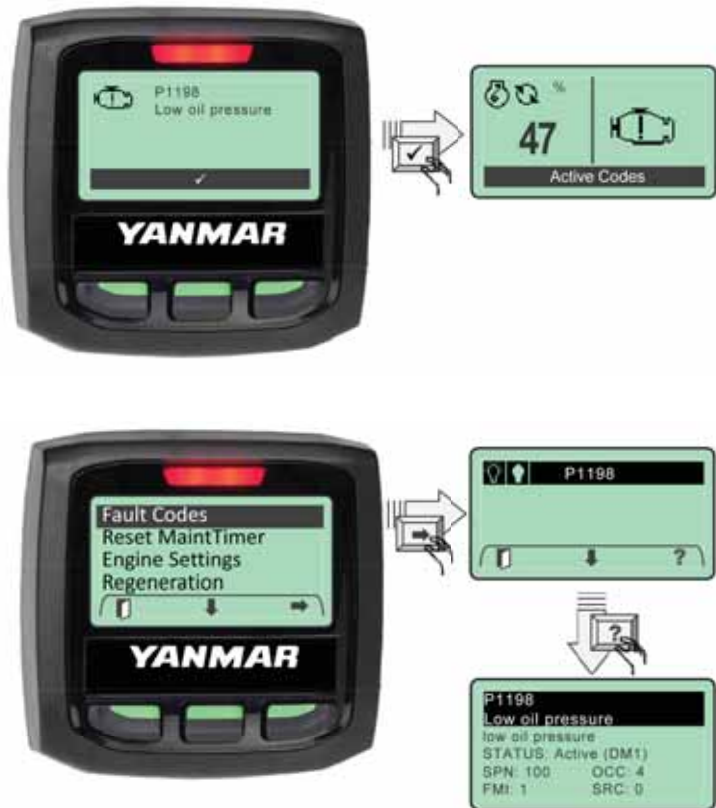 P1198
Low oil pressure
✓
YANMAR
✓
%
47
Active Codes
Fault Codes
Reset MaintTimer
Engine Settings
Regeneration
YANMAR
P1198
?
?
P1198
Low oil pressure
low oil pressure
STATUS: Active (DM1)
SPN: 100 OCC: 4
FMI: 1 SRC: 0